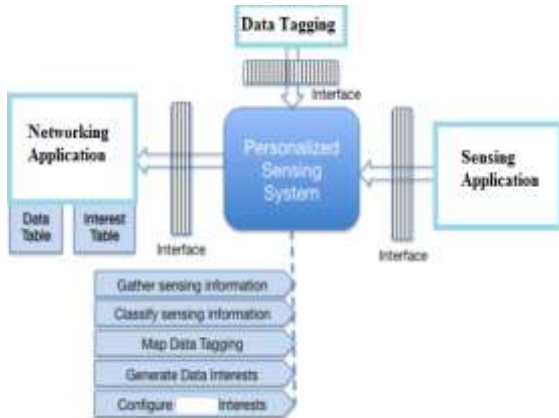 Data Tagging
Interface
Networking
Application
Personalized
Sensing
System
Sensing
Application
Data
Table
Interest
Table
Interface
Interface
Gather sensing information
Classify sensing information
Map Data Tagging
Generate Data Interests
Configure Interests